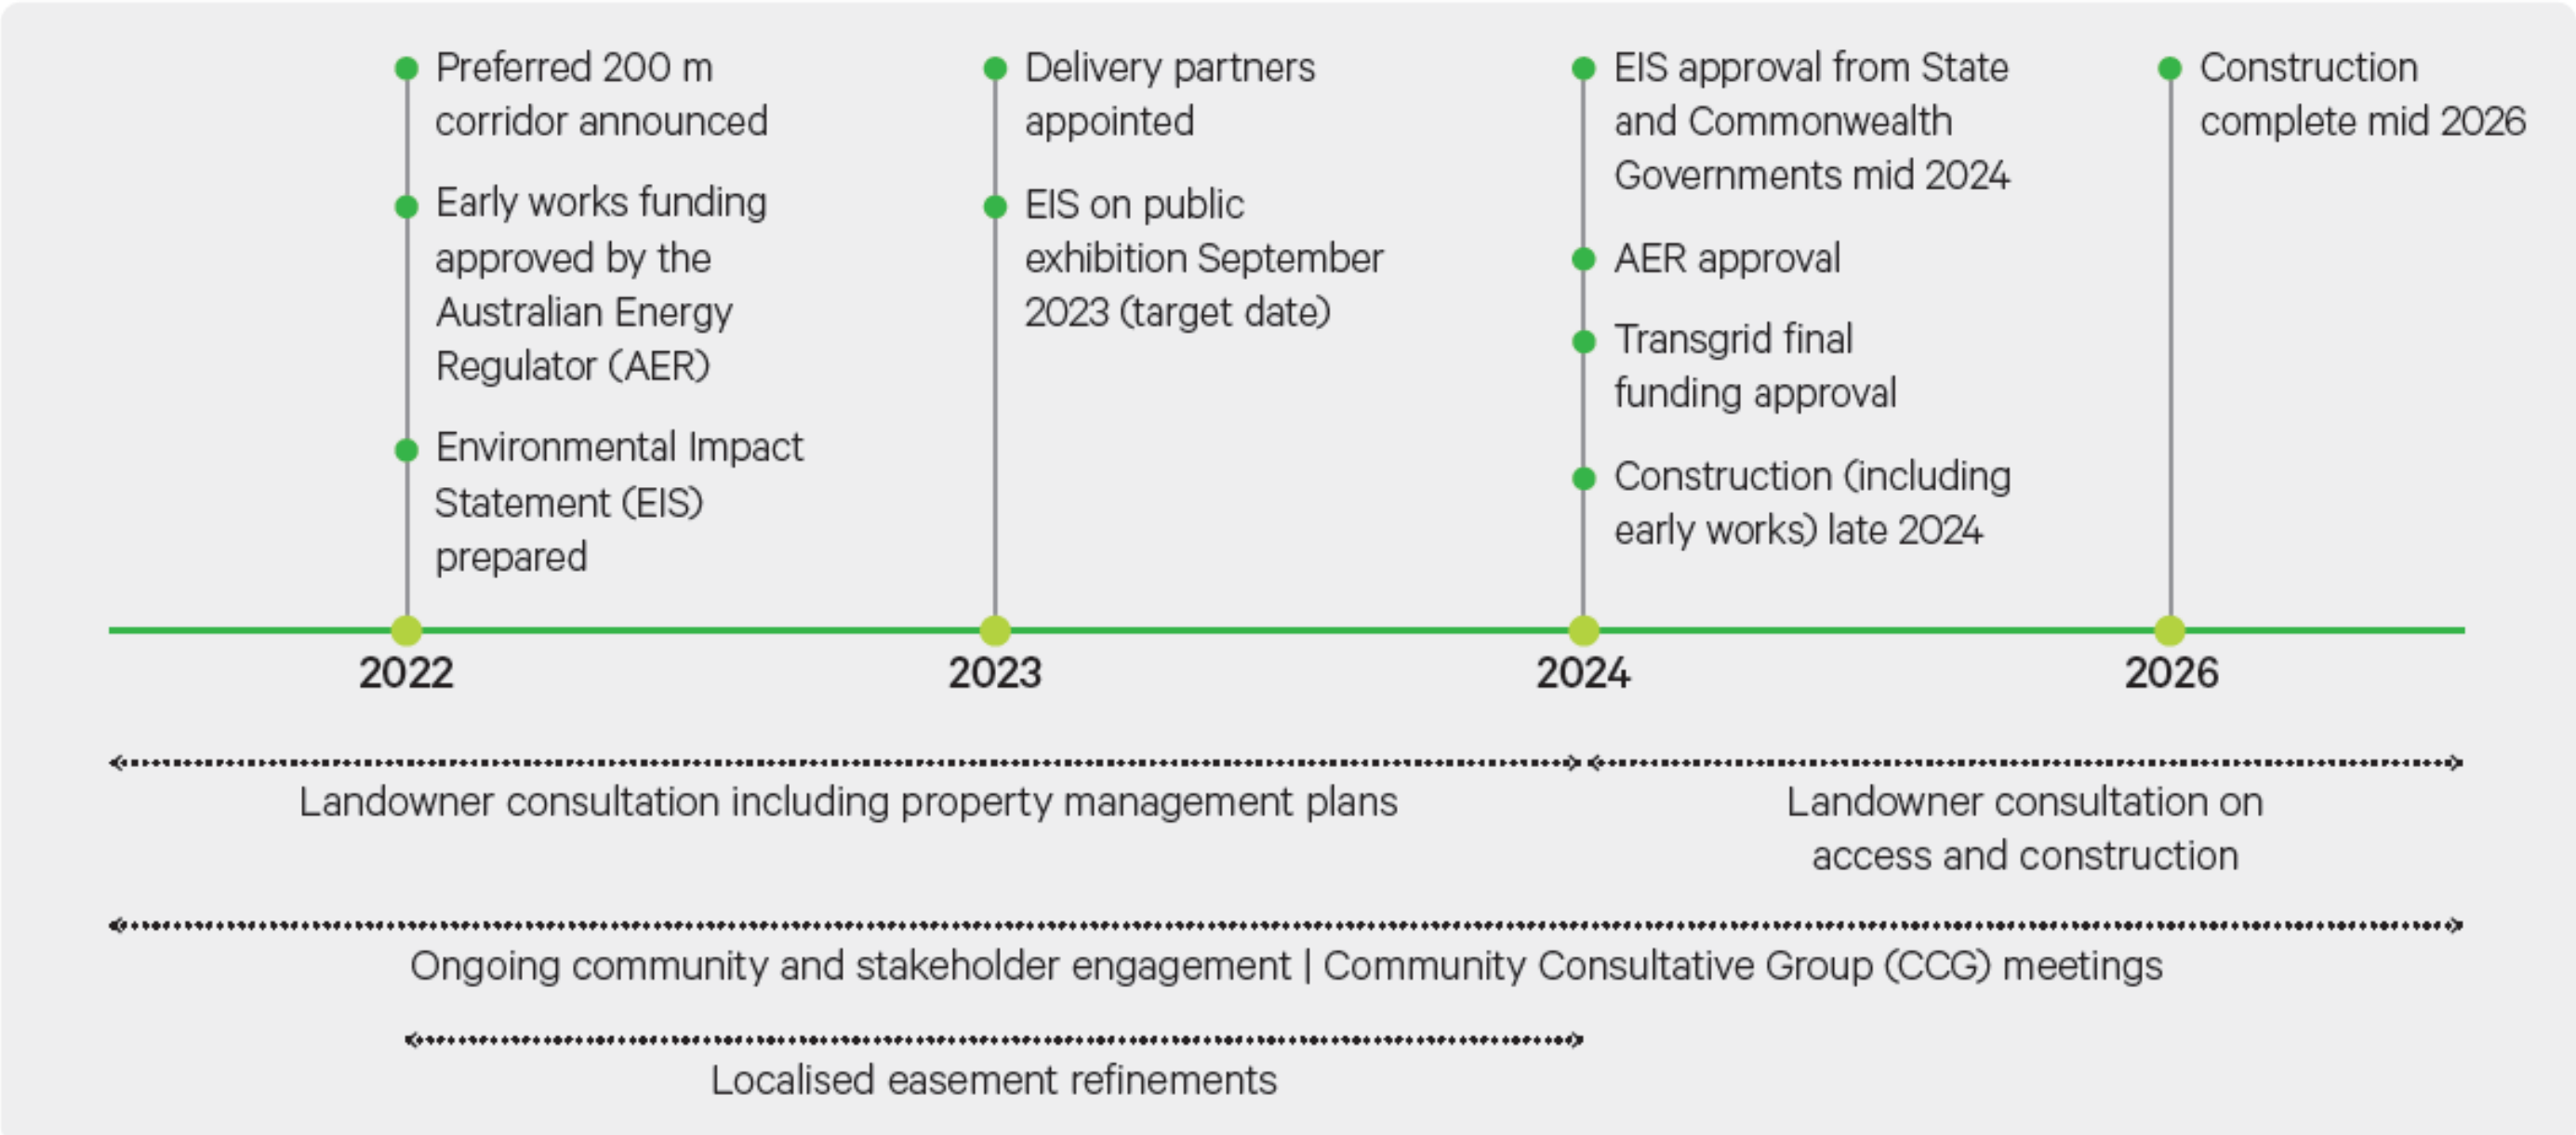 Preferred 200 m
corridor announced
Early works funding
approved by the
Australian Energy
Regulator (AER)
Environmental Impact
Statement (EIS)
prepared
Delivery partners
appointed
EIS on public
exhibition September
2023 (target date)
EIS approval from State
and Commonwealth
Governments mid 2024
AER approval
Transgrid final
funding approval
Construction (including
early works) late 2024
Construction
complete mid 2026
2022
2023
2024
2026
Landowner consultation including property management plans
Landowner consultation on
access and construction
Ongoing community and stakeholder engagement | Community Consultative Group (CCG) meetings
Localised easement refinements